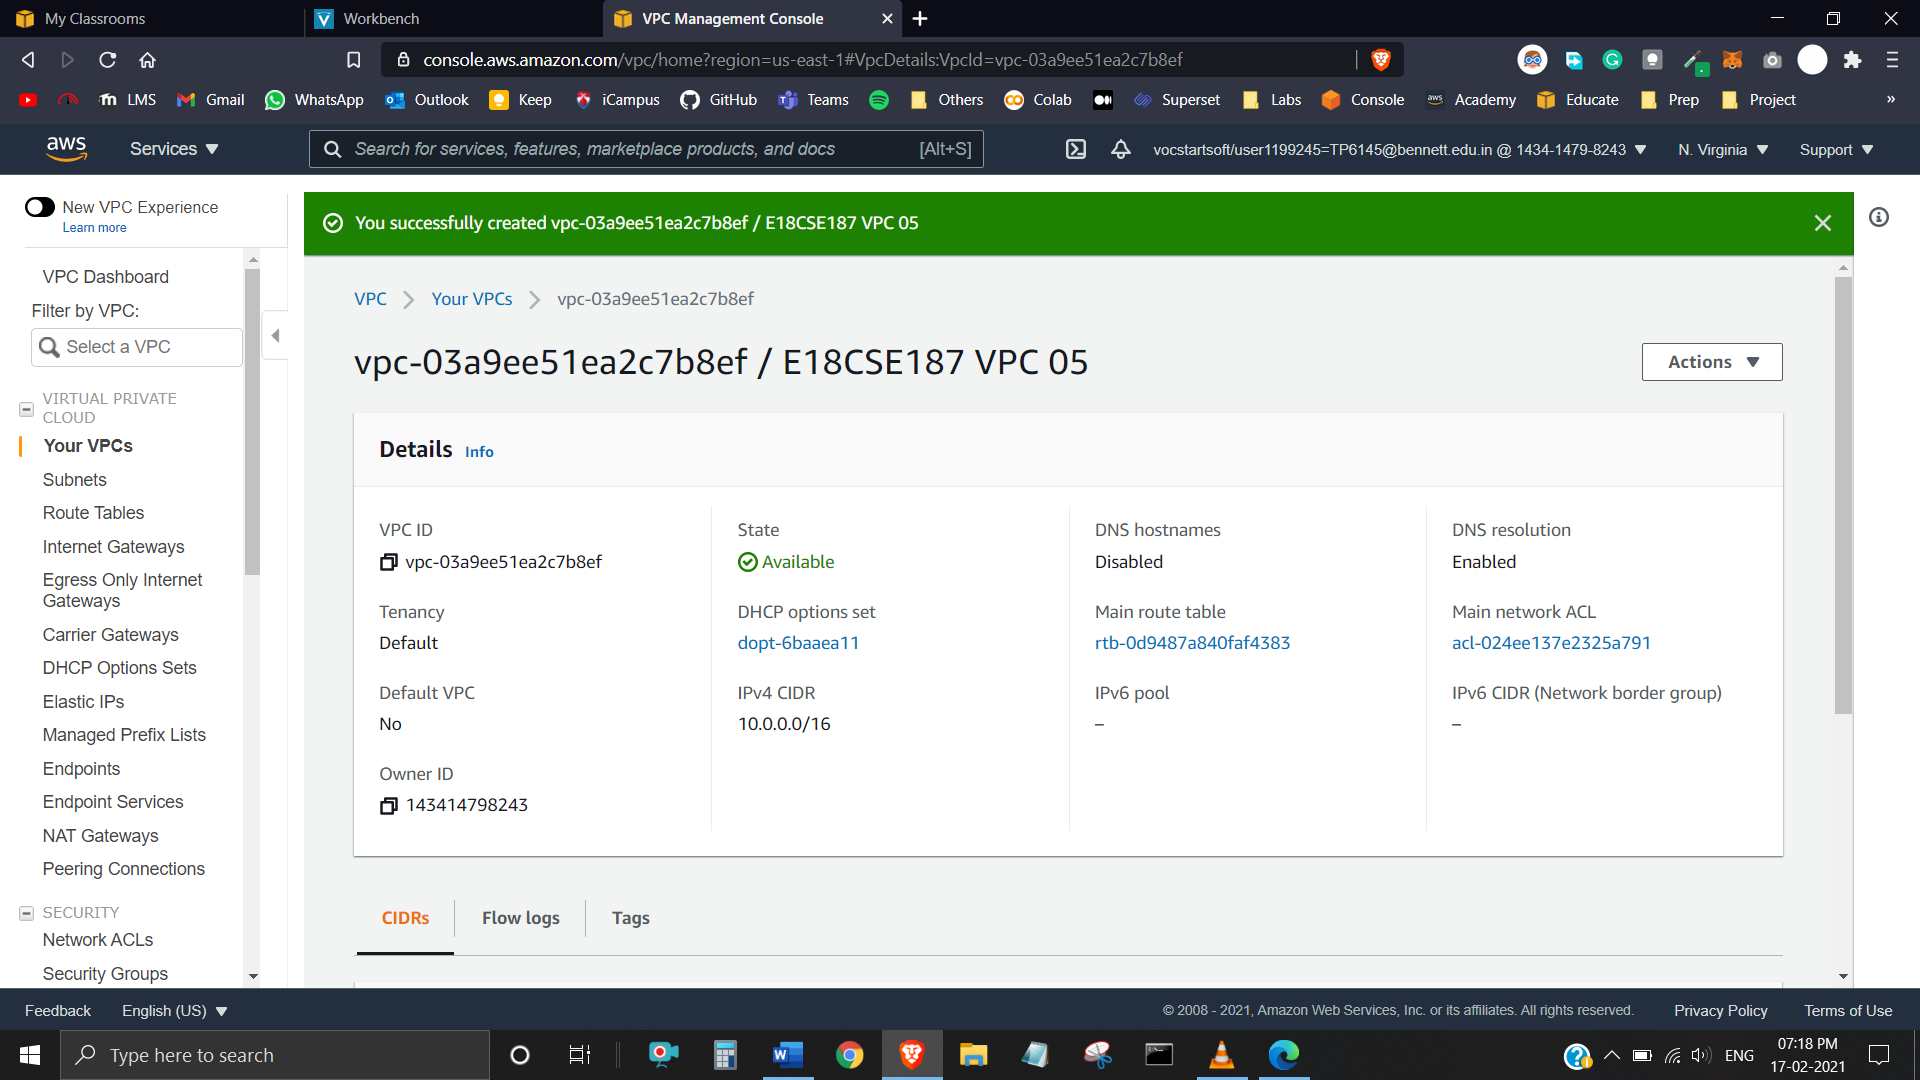 My Classrooms
Workbench
VPC Management Console
console.aws.amazon.com/vpc/home?region=us-east-1#VpcDetails:VpcId=vpc-03a9ee51ea2c7b8ef
LMS Gmail WhatsApp Outlook Keep iCampus GitHub Teams Others Colab Superset Labs Console aws Academy Educate Prep Project »
aws Services Search for services, features, marketplace products, and docs [Alt+S] vocstartsoft/user1199245=TP6145@bennett.edu.in @ 1434-1479-8243 N. Virginia Support
New VPC Experience
Learn more
VPC Dashboard
Filter by VPC:
Select a VPC
VIRTUAL PRIVATE
CLOUD
Your VPCs
Subnets
Route Tables
Internet Gateways
Egress Only Internet
Gateways
Carrier Gateways
DHCP Options Sets
Elastic IPs
Managed Prefix Lists
Endpoints
Endpoint Services
NAT Gateways
Peering Connections
SECURITY
Network ACLs
Security Groups
You successfully created vpc-03a9ee51ea2c7b8ef / E18CSE187 VPC 05
VPC Your VPCs vpc-03a9ee51ea2c7b8ef
vpc-03a9ee51ea2c7b8ef / E18CSE187 VPC 05
Actions
Details Info
VPC ID State DNS hostnames DNS resolution
vpc-03a9ee51ea2c7b8ef Available Disabled Enabled
Tenancy DHCP options set Main route table Main network ACL
Default dopt-6baaea11 rtb-0d9487a840faf4383 acl-024ee137e2325a791
Default VPC IPv4 CIDR IPv6 pool IPv6 CIDR (Network border group)
No 10.0.0.0/16 – –
Owner ID
143414798243
CIDRs Flow logs Tags
Feedback English (US) © 2008 - 2021, Amazon Web Services, Inc. or its affiliates. All rights reserved. Privacy Policy Terms of Use
Type here to search
ENG
07:18 PM
17-02-2021